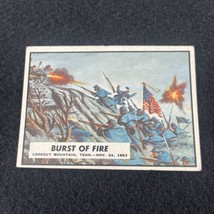 BURST OF FIRE
LOOKOUT MOUNTAIN, TENN.—NOV. 24, 1863